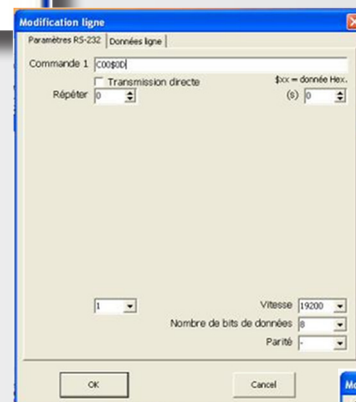 Modification ligne
Paramètres RS-232 Données ligne
Commande 1 C00$0D
Transmission directe $xx = donnée Hex.
Répéter 0 (s) 0
1 Vitesse 19200
Nombre de bits de données 8
Parité -
OK Cancel